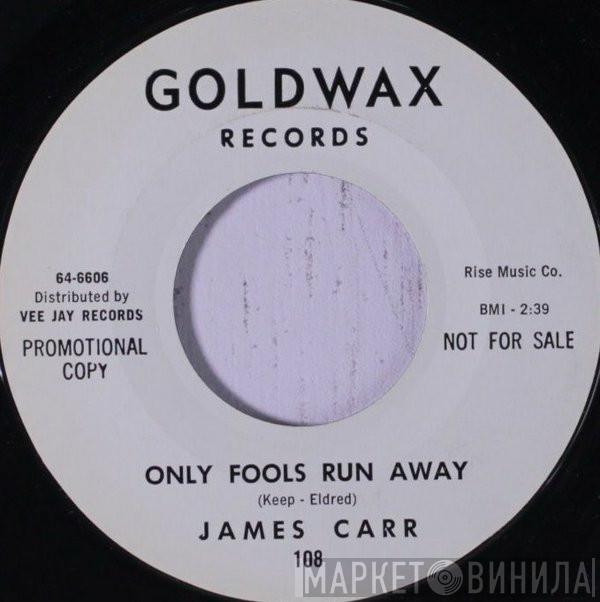 GOLDWAX
RECORDS
64-6606
Distributed by
VEE JAY RECORDS
PROMOTIONAL
COPY
Rise Music Co.
BMI - 2:39
NOT FOR SALE
ONLY FOOLS RUN AWAY
(Keep - Eldred)
JAMES CARR
108
МАРКЕТ ВИНИЛА